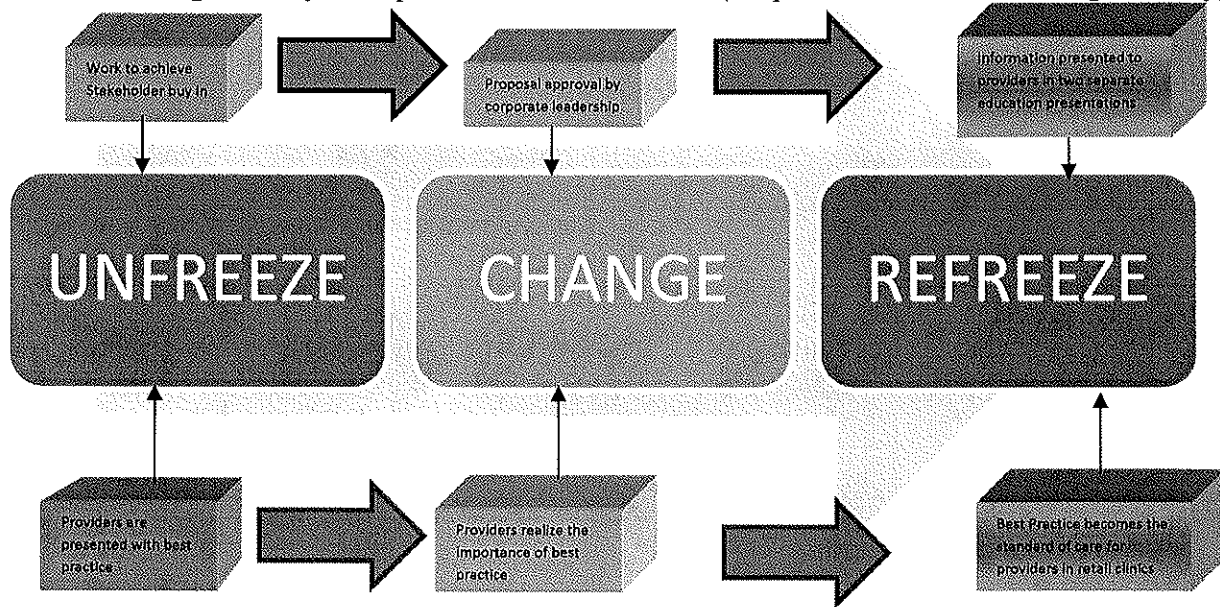 Work to achieve
Stakeholder buy in
Proposal approval by
corporate leadership
Information presented to
providers in two separate
education presentations
UNFREEZE
CHANGE
REFREEZE
Providers are
presented with best
practice
Providers realize the
importance of best
practice
Best Practice becomes the
standard of care for
providers in retail clinics